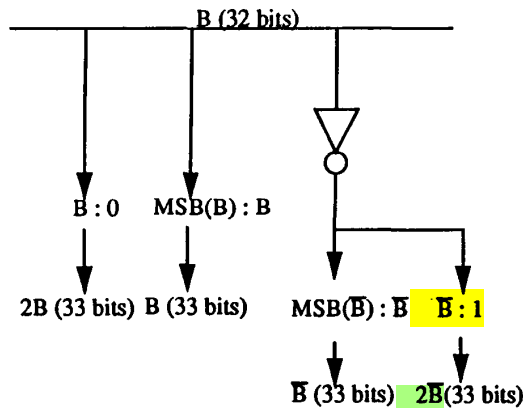 B (32 bits)
B : 0 MSB(B) : B
2B (33 bits) B (33 bits) MSB(B̅) : B̅ B̅ : 1
B̅ (33 bits) 2B̅ (33 bits)